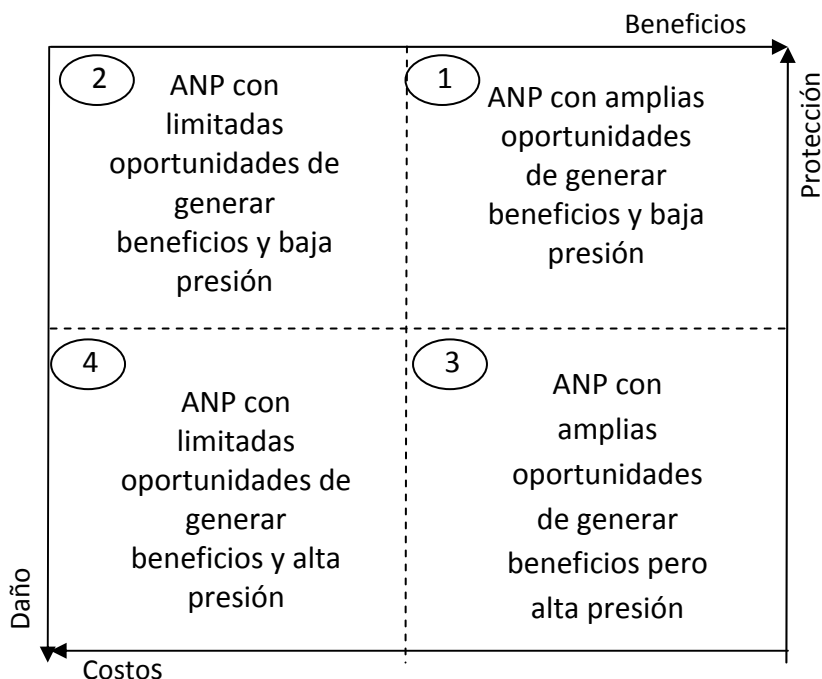 Beneficios
2
ANP con
limitadas
oportunidades de
generar
beneficios y baja
presión
1
ANP con amplias
oportunidades
de generar
beneficios y baja
presión
Protección
4
ANP con
limitadas
oportunidades de
generar
beneficios y alta
presión
3
ANP con
amplias
oportunidades
de generar
beneficios pero
alta presión
Daño
Costos